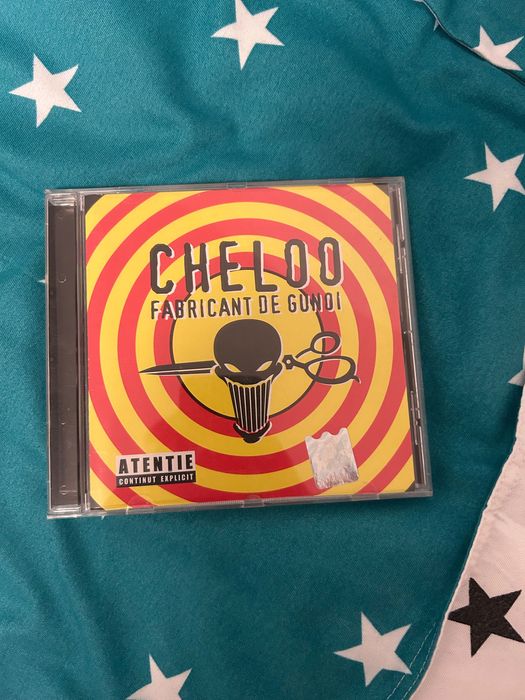 CHELOO
FABRICANT DE GUNOI
ATENTIE
CONTINUT EXPLICIT